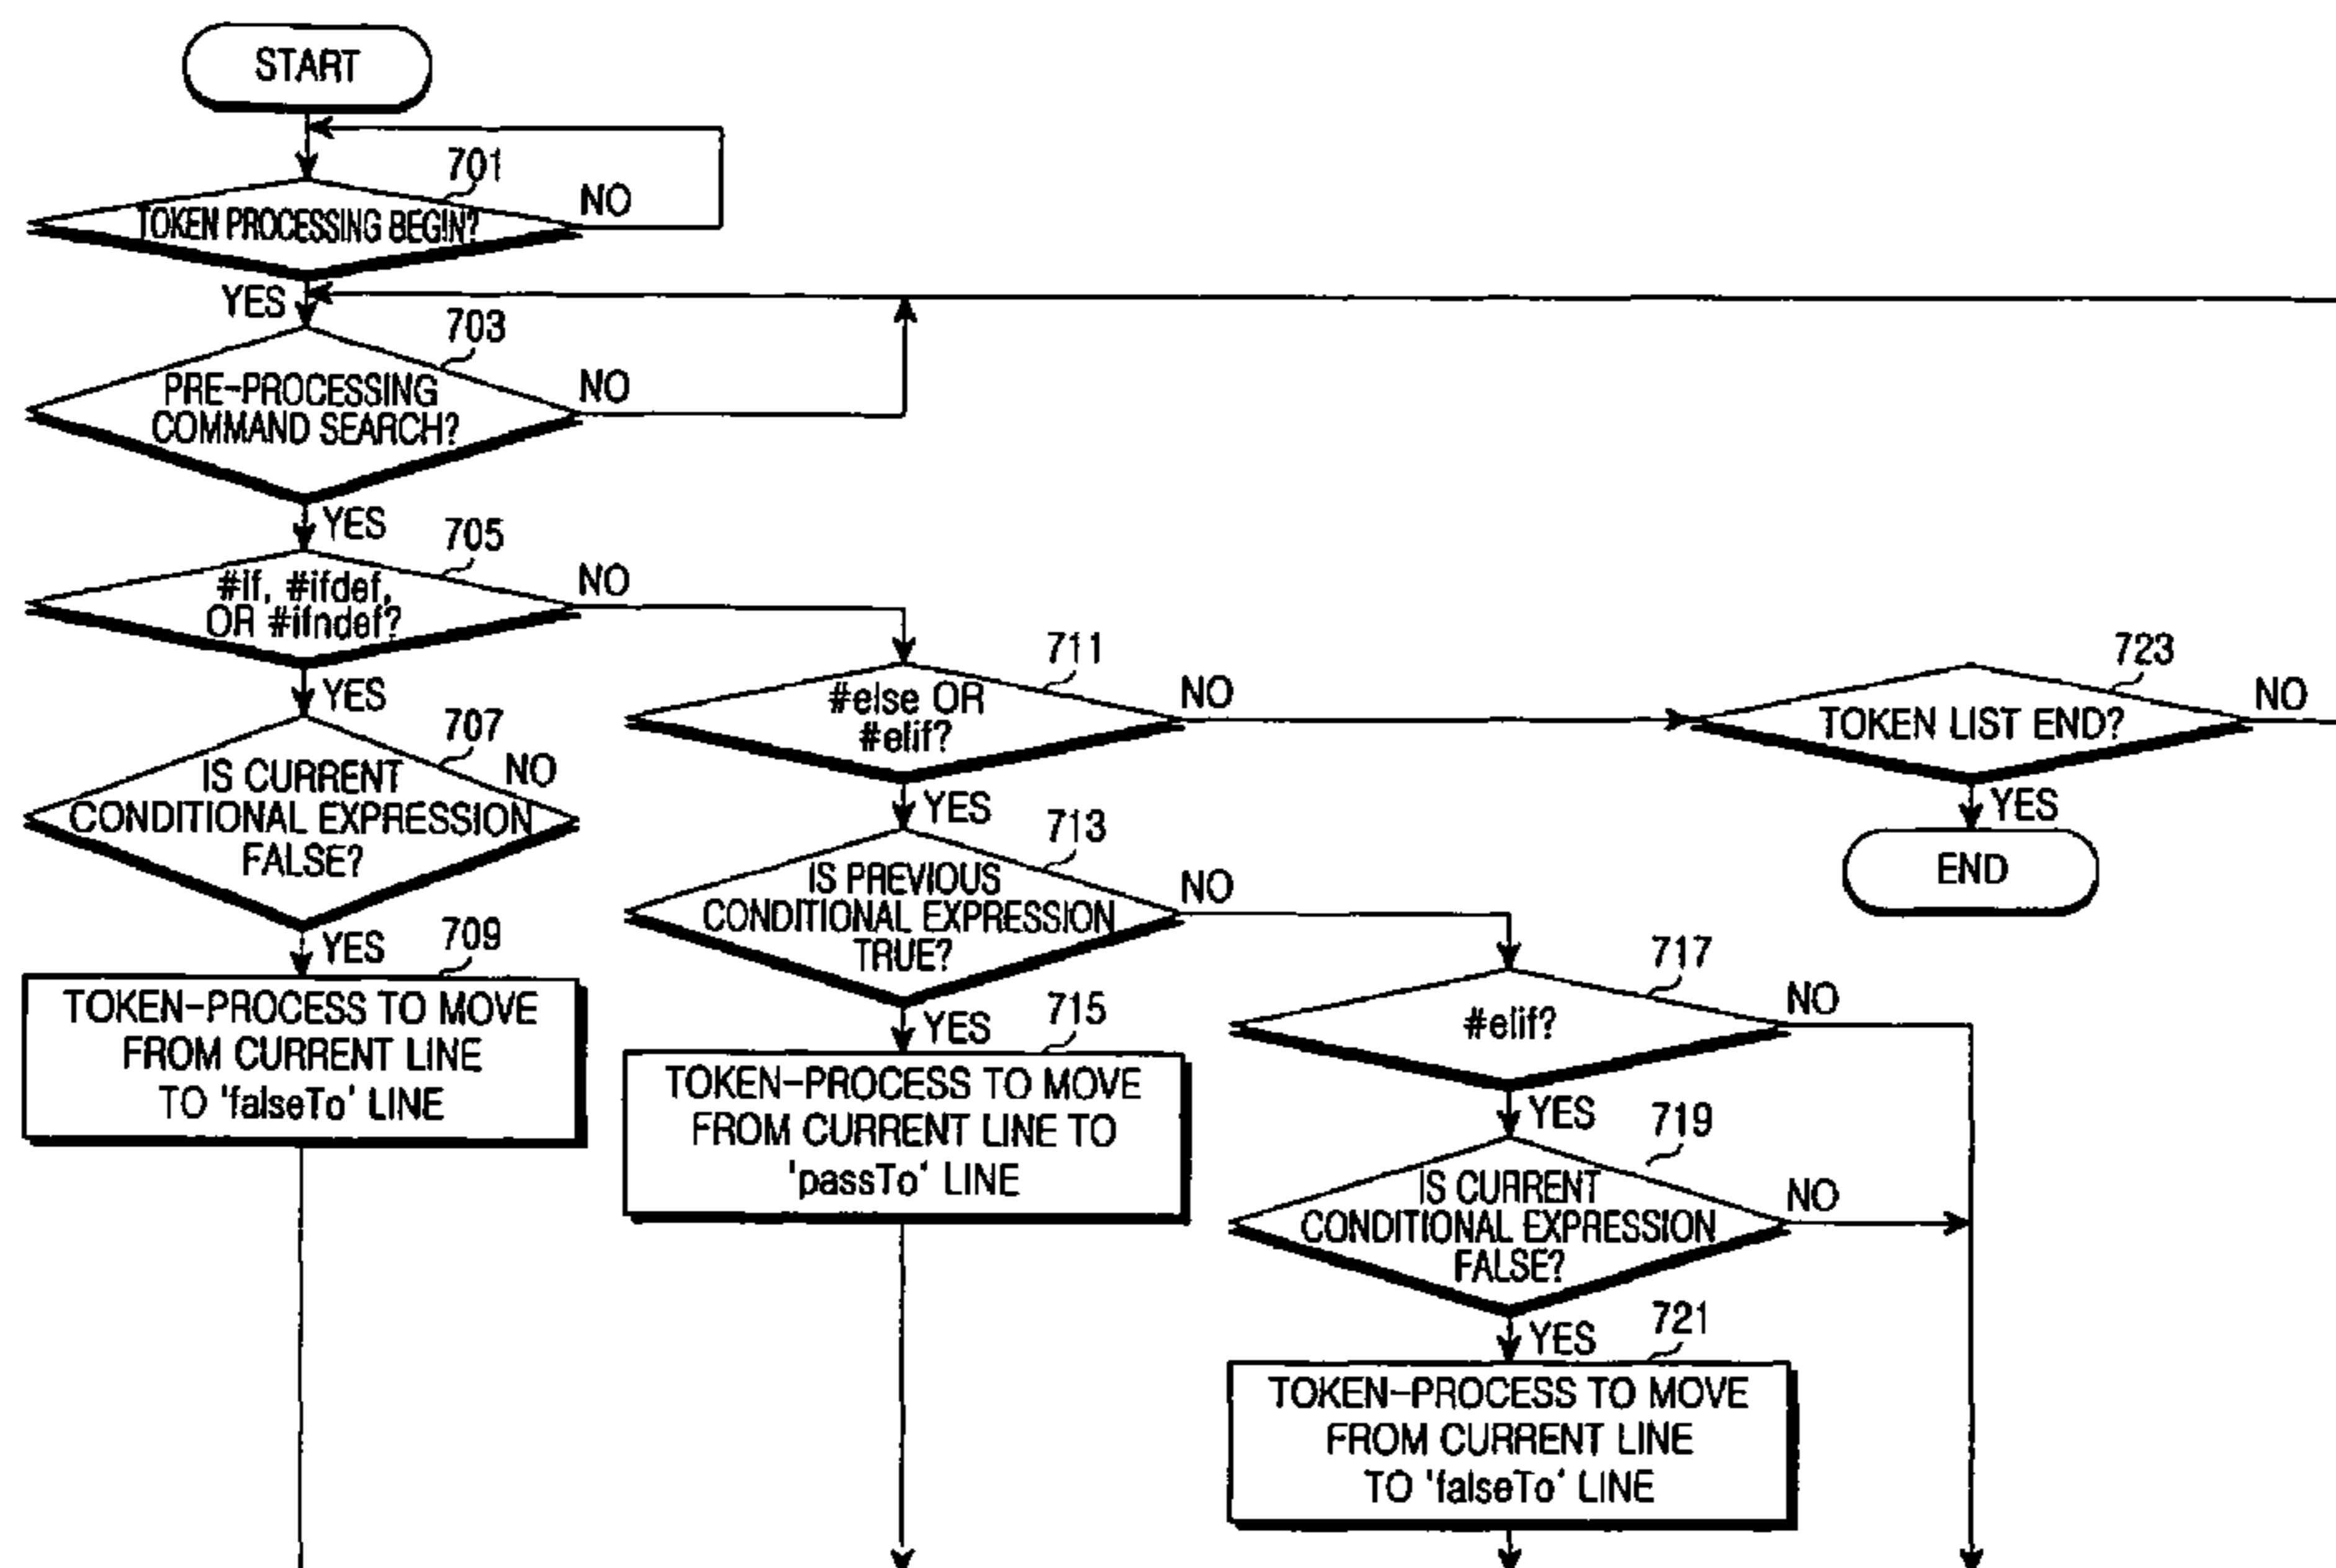 START
701
TOKEN PROCESSING BEGIN?
NO
YES
703
PRE-PROCESSING
COMMAND SEARCH?
NO
YES
705
#if, #ifdef,
OR #ifndef?
NO
YES
707
IS CURRENT
CONDITIONAL EXPRESSION
FALSE?
NO
YES
709
TOKEN-PROCESS TO MOVE
FROM CURRENT LINE
TO 'falseTo' LINE
711
#else OR
#elif?
NO
YES
713
IS PREVIOUS
CONDITIONAL EXPRESSION
TRUE?
NO
YES
715
TOKEN-PROCESS TO MOVE
FROM CURRENT LINE TO
'passTo' LINE
717
#elif?
NO
YES
719
IS CURRENT
CONDITIONAL EXPRESSION
FALSE?
NO
YES
721
TOKEN-PROCESS TO MOVE
FROM CURRENT LINE
TO 'falseTo' LINE
723
TOKEN LIST END?
NO
YES
END